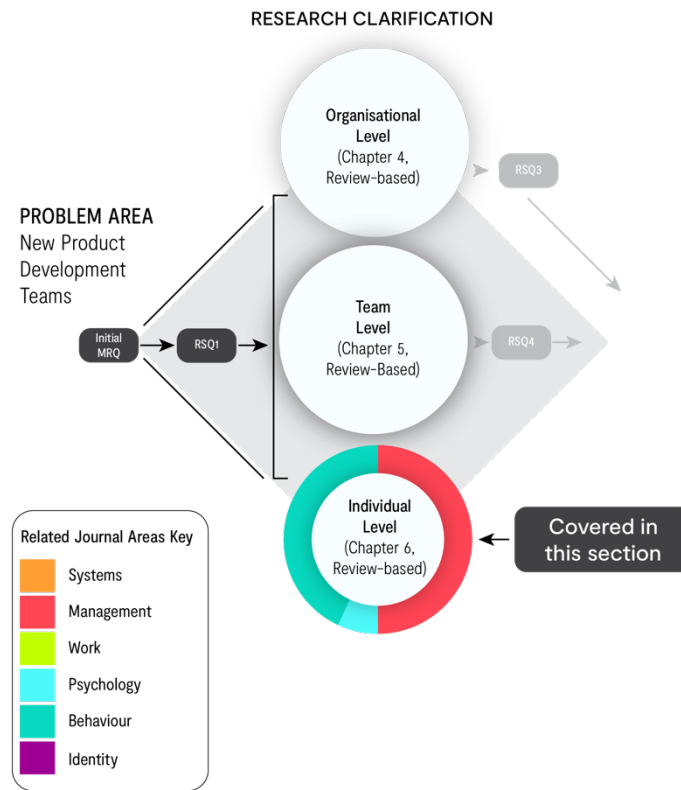 RESEARCH CLARIFICATION
Organisational
Level
(Chapter 4,
Review-based)
RSQ3
PROBLEM AREA
New Product
Development
Teams
Initial
MRQ
RSQ1
Team
Level
(Chapter 5,
Review-Based)
RSQ4
Individual
Level
(Chapter 6,
Review-based)
Covered in
this section
Related Journal Areas Key
Systems
Management
Work
Psychology
Behaviour
Identity